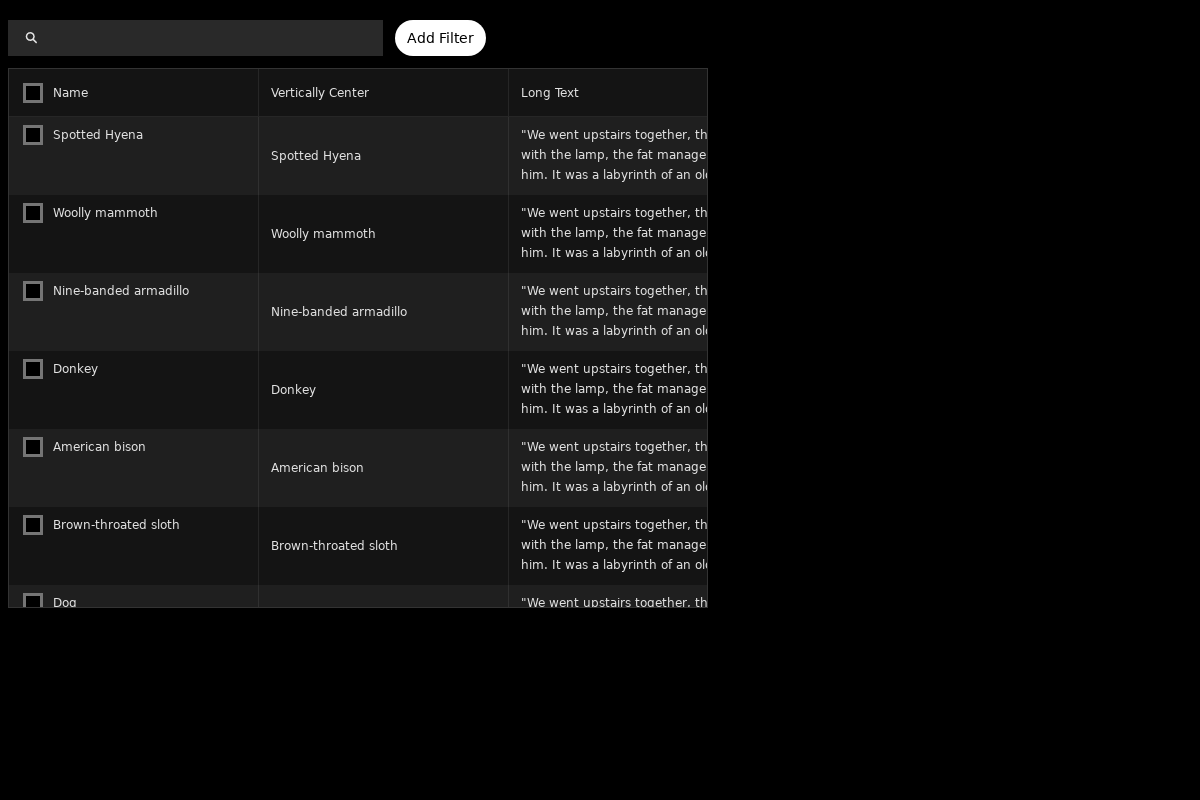 Add Filter
Name Vertically Center Long Text
Spotted Hyena
Spotted Hyena
"We went upstairs together, th
with the lamp, the fat manage
him. It was a labyrinth of an
Woolly mammoth
Woolly mammoth
"We went upstairs together, th
with the lamp, the fat manage
him. It was a labyrinth of an
Nine-banded armadillo
Nine-banded armadillo
"We went upstairs together, th
with the lamp, the fat manage
him. It was a labyrinth of an
Donkey
Donkey
"We went upstairs together, th
with the lamp, the fat manage
him. It was a labyrinth of an
American bison
American bison
"We went upstairs together, th
with the lamp, the fat manage
him. It was a labyrinth of an
Brown-throated sloth
Brown-throated sloth
"We went upstairs together, th
with the lamp, the fat manage
him. It was a labyrinth of an
Dog
"We went upstairs together, th